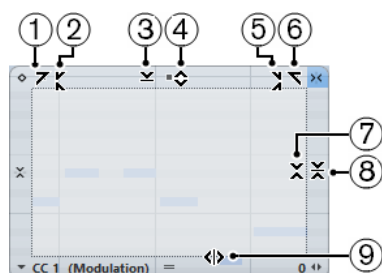 ① ② ③ ④ ⑤ ⑥
⑦
⑧
CC 1 (Modulation) 0
⑨